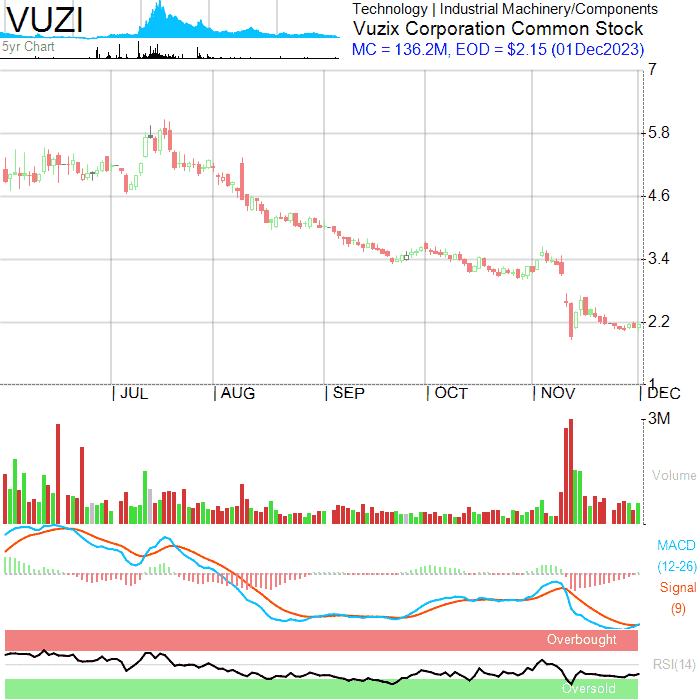 VUZI
5yr Chart
Technology | Industrial Machinery/Components
Vuzix Corporation Common Stock
MC = 136.2M, EOD = $2.15 (01Dec2023)
7
5.8
4.6
3.4
2.2
1
JUL AUG SEP OCT NOV DEC
3M
Volume
MACD
(12-26)
Signal
(9)
Overbought
RSI(14)
Oversold